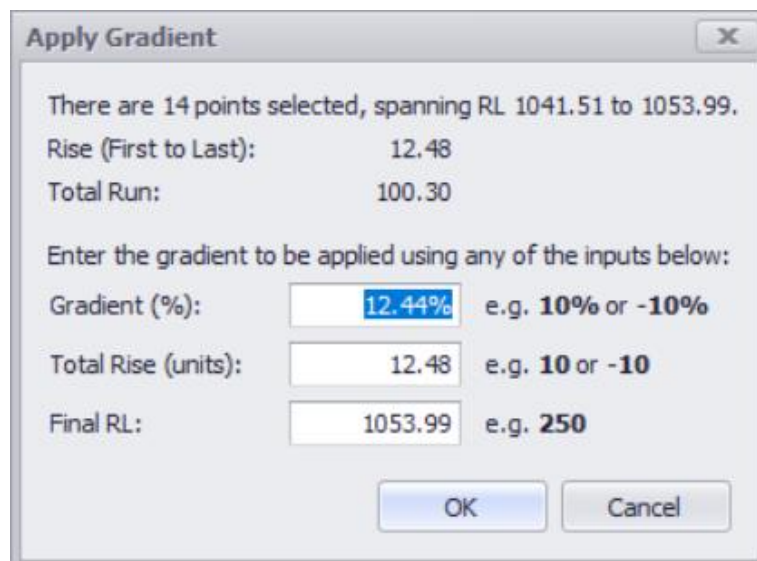 Apply Gradient
There are 14 points selected, spanning RL 1041.51 to 1053.99.
Rise (First to Last): 12.48
Total Run: 100.30
Enter the gradient to be applied using any of the inputs below:
Gradient (%): 12.44% e.g. 10% or -10%
Total Rise (units): 12.48 e.g. 10 or -10
Final RL: 1053.99 e.g. 250
OK Cancel